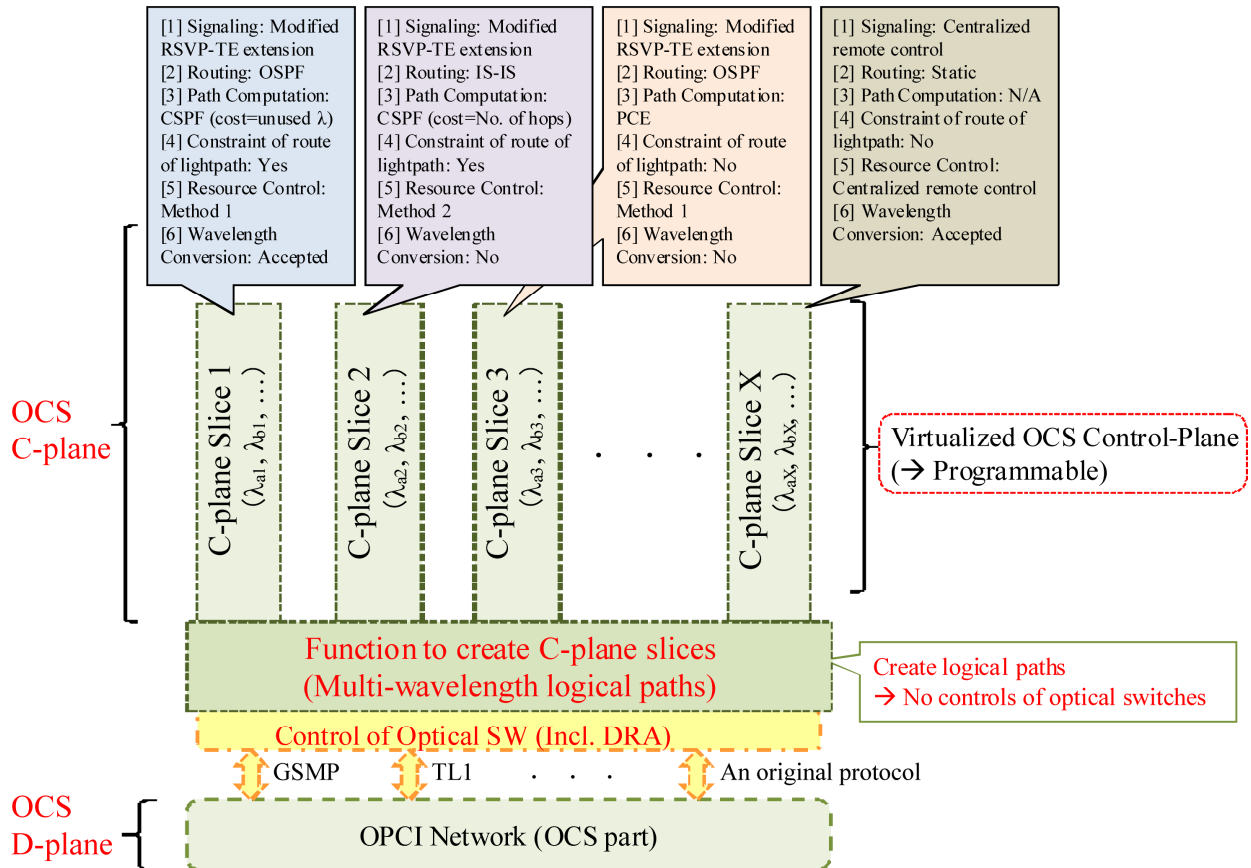 [1] Signaling: Modified
RSVP-TE extension
[2] Routing: OSPF
[3] Path Computation:
CSPF (cost=unused λ)
[4] Constraint of route
of lightpath: Yes
[5] Resource Control:
Method 1
[6] Wavelength
Conversion: Accepted
[1] Signaling: Modified
RSVP-TE extension
[2] Routing: IS-IS
[3] Path Computation:
CSPF (cost=No. of hops)
[4] Constraint of route of
lightpath: Yes
[5] Resource Control:
Method 2
[6] Wavelength
Conversion: No
[1] Signaling: Modified
RSVP-TE extension
[2] Routing: OSPF
[3] Path Computation:
PCE
[4] Constraint of route
of lightpath: No
[5] Resource Control:
Method 1
[6] Wavelength
Conversion: No
[1] Signaling: Centralized
remote control
[2] Routing: Static
[3] Path Computation: N/A
[4] Constraint of route of
lightpath: No
[5] Resource Control:
Centralized remote control
[6] Wavelength
Conversion: Accepted
OCS
C-plane
C-plane Slice 1
(λa1, λb1, …)
C-plane Slice 2
(λa2, λb2, …)
C-plane Slice 3
(λa3, λb3, …)
. . . .
C-plane Slice X
(λaX, λbX, …)
Virtualized OCS Control-Plane
(→ Programmable)
Function to create C-plane slices
(Multi-wavelength logical paths)
Create logical paths
→ No controls of optical switches
Control of Optical SW (Incl. DRA)
GSMP
TL1
. . . .
An original protocol
OCS
D-plane
OPCI Network (OCS part)